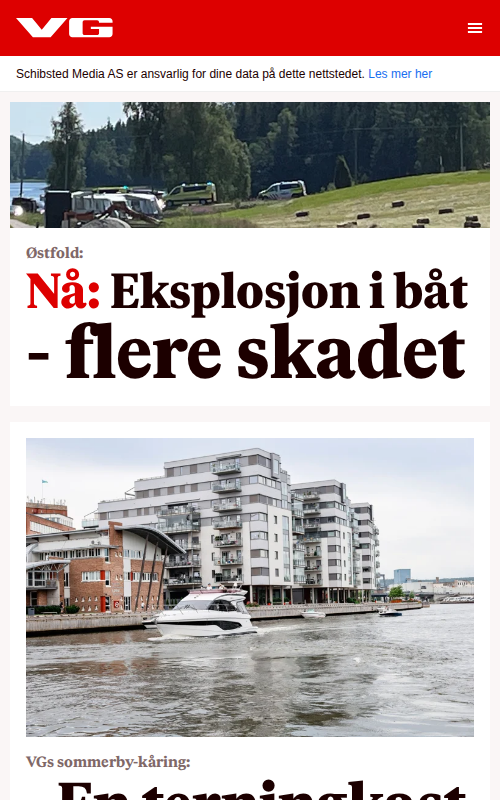 VG
Schibsted Media AS er ansvarlig for dine data på dette nettstedet. Les mer her
Østfold:
Nå: Eksplosjon i båt
- flere skadet
VGs sommerby-kåring:
En terningkast